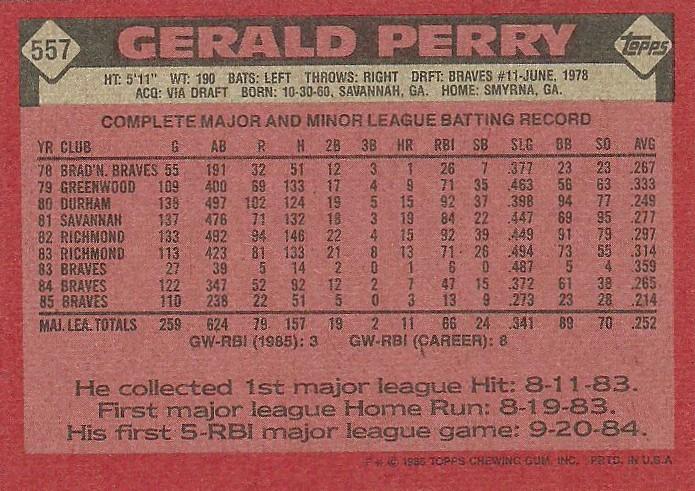 557 GERALD PERRY topps
HT: 5'11" WT: 190 BATS: LEFT THROWS: RIGHT DRFT: BRAVES #11-JUNE, 1978
ACQ: VIA DRAFT BORN: 10-30-60, SAVANNAH, GA. HOME: SMYRNA, GA.
COMPLETE MAJOR AND MINOR LEAGUE BATTING RECORD
YR CLUB G AB R H 2B 3B HR RBI SB SLG BB SO AVG
78 BRAD'N. BRAVES 55 191 32 51 12 3 1 26 7 .377 23 23 .267
79 GREENWOOD 109 400 69 133 17 4 9 71 35 .463 56 63 .333
80 DURHAM 138 497 102 124 19 5 15 92 37 .398 94 77 .249
81 SAVANNAH 137 476 71 132 18 3 19 84 22 .447 69 95 .277
82 RICHMOND 133 492 94 146 22 4 15 92 39 .449 91 79 .297
83 RICHMOND 113 423 81 133 21 8 13 71 26 .494 73 55 .314
83 BRAVES 27 39 5 14 2 0 1 6 0 .487 5 4 .359
84 BRAVES 122 347 52 92 12 2 7 47 15 .372 61 38 .265
85 BRAVES 110 238 22 51 5 0 3 13 9 .273 23 28 .214
MAJ. LEA. TOTALS 259 624 79 157 19 2 11 66 24 .341 89 70 .252
GW-RBI (1985): 3 GW-RBI (CAREER): 8
He collected 1st major league Hit: 8-11-83.
First major league Home Run: 8-19-83.
His first 5-RBI major league game: 9-20-84.
© 1986 TOPPS CHEWING GUM, INC. PRTD. IN U.S.A